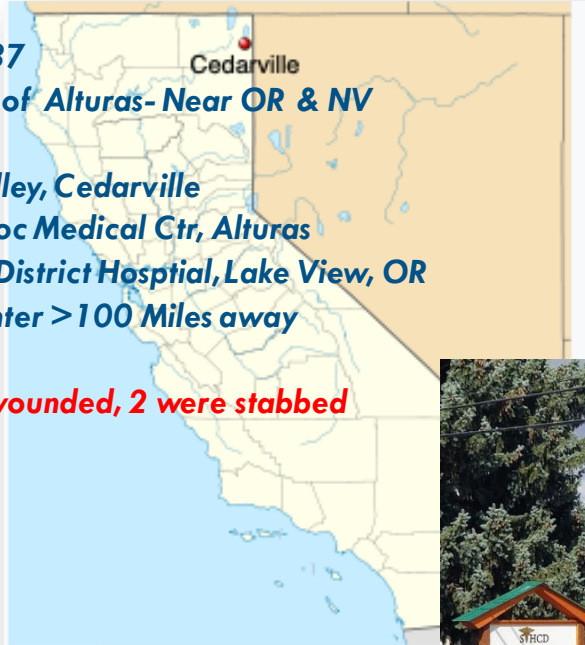 37
Cedarville
of Alturas- Near OR & NV
lley, Cedarville
oc Medical Ctr, Alturas
District Hosptial, Lake View, OR
nter >100 Miles away
wounded, 2 were stabbed
STHCD